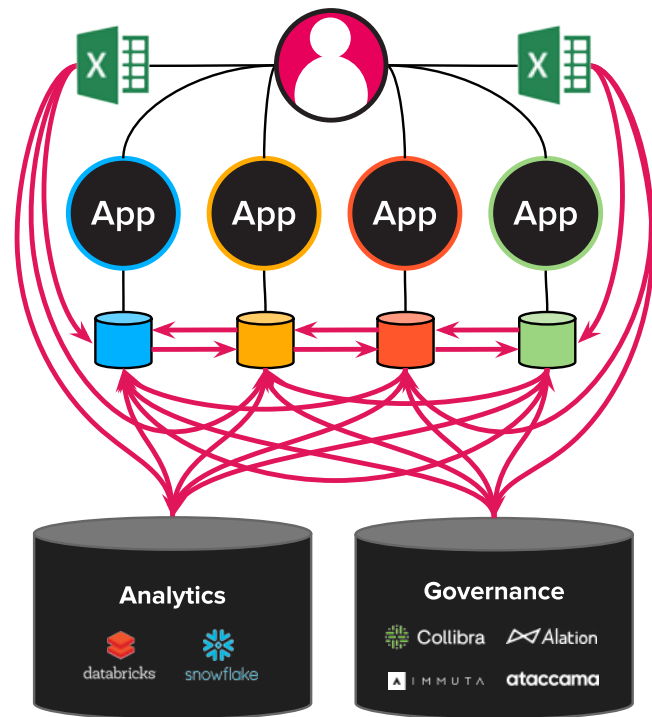 X
X
App
App
App
App
Analytics
databricks
snowflake
Governance
Collibra
Alation
IMMUTA
ataccama